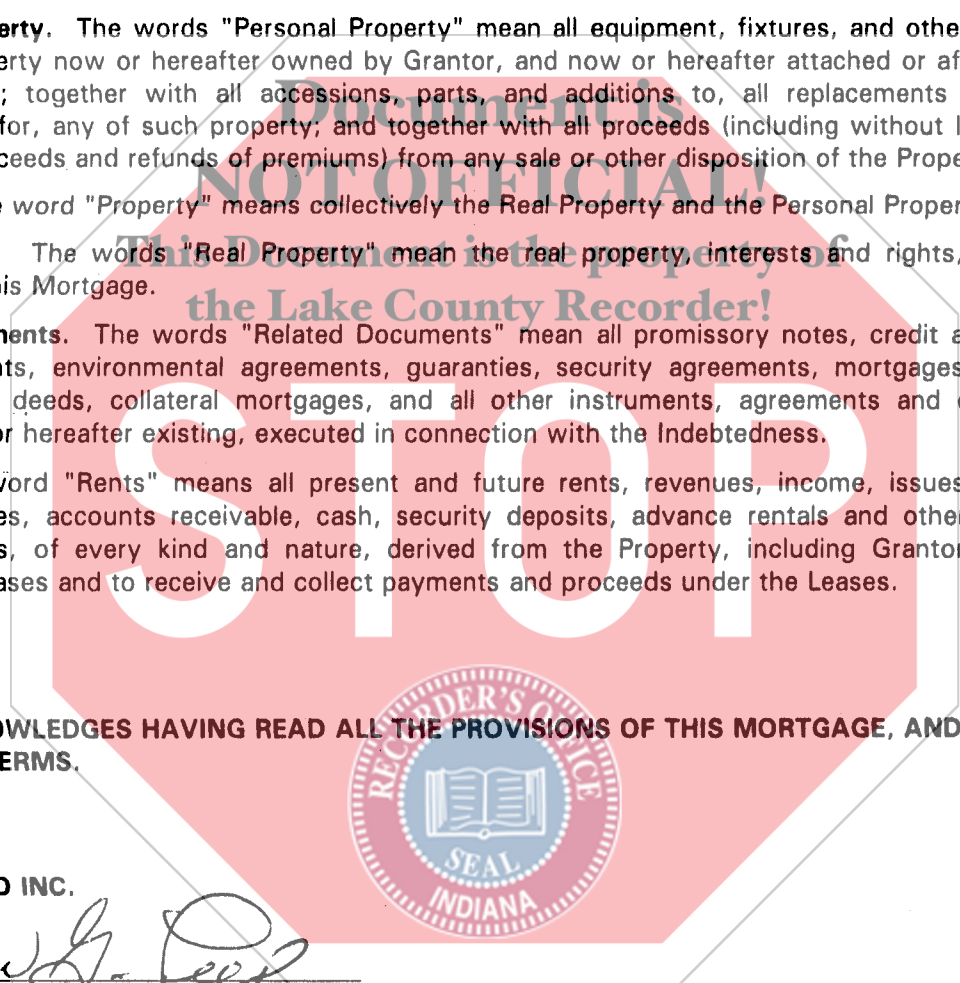 erty. The words "Personal Property" mean all equipment, fixtures, and othe
erty now or hereafter owned by Grantor, and now or hereafter attached or af
; together with all accessions, parts, and additions to, all replacements
for, any of such property; and together with all proceeds (including without l
ceeds and refunds of premiums) from any sale or other disposition of the Prope
word "Property" means collectively the Real Property and the Personal Proper
The words "Real Property" mean the real property, interests and rights,
is Mortgage.
ments. The words "Related Documents" mean all promissory notes, credit a
ts, environmental agreements, guaranties, security agreements, mortgages
deeds, collateral mortgages, and all other instruments, agreements and
or hereafter existing, executed in connection with the Indebtedness.
word "Rents" means all present and future rents, revenues, income, issues
es, accounts receivable, cash, security deposits, advance rentals and othe
s, of every kind and nature, derived from the Property, including Grantor
ases and to receive and collect payments and proceeds under the Leases.
OWLEDGES HAVING READ ALL THE PROVISIONS OF THIS MORTGAGE, AND
ERMS.
INC.
Document is
NOT OFFICIAL!
This Document is the property of
the Lake County Recorder!
STOP
RECORDER'S OFFICE
SEAL
INDIANA